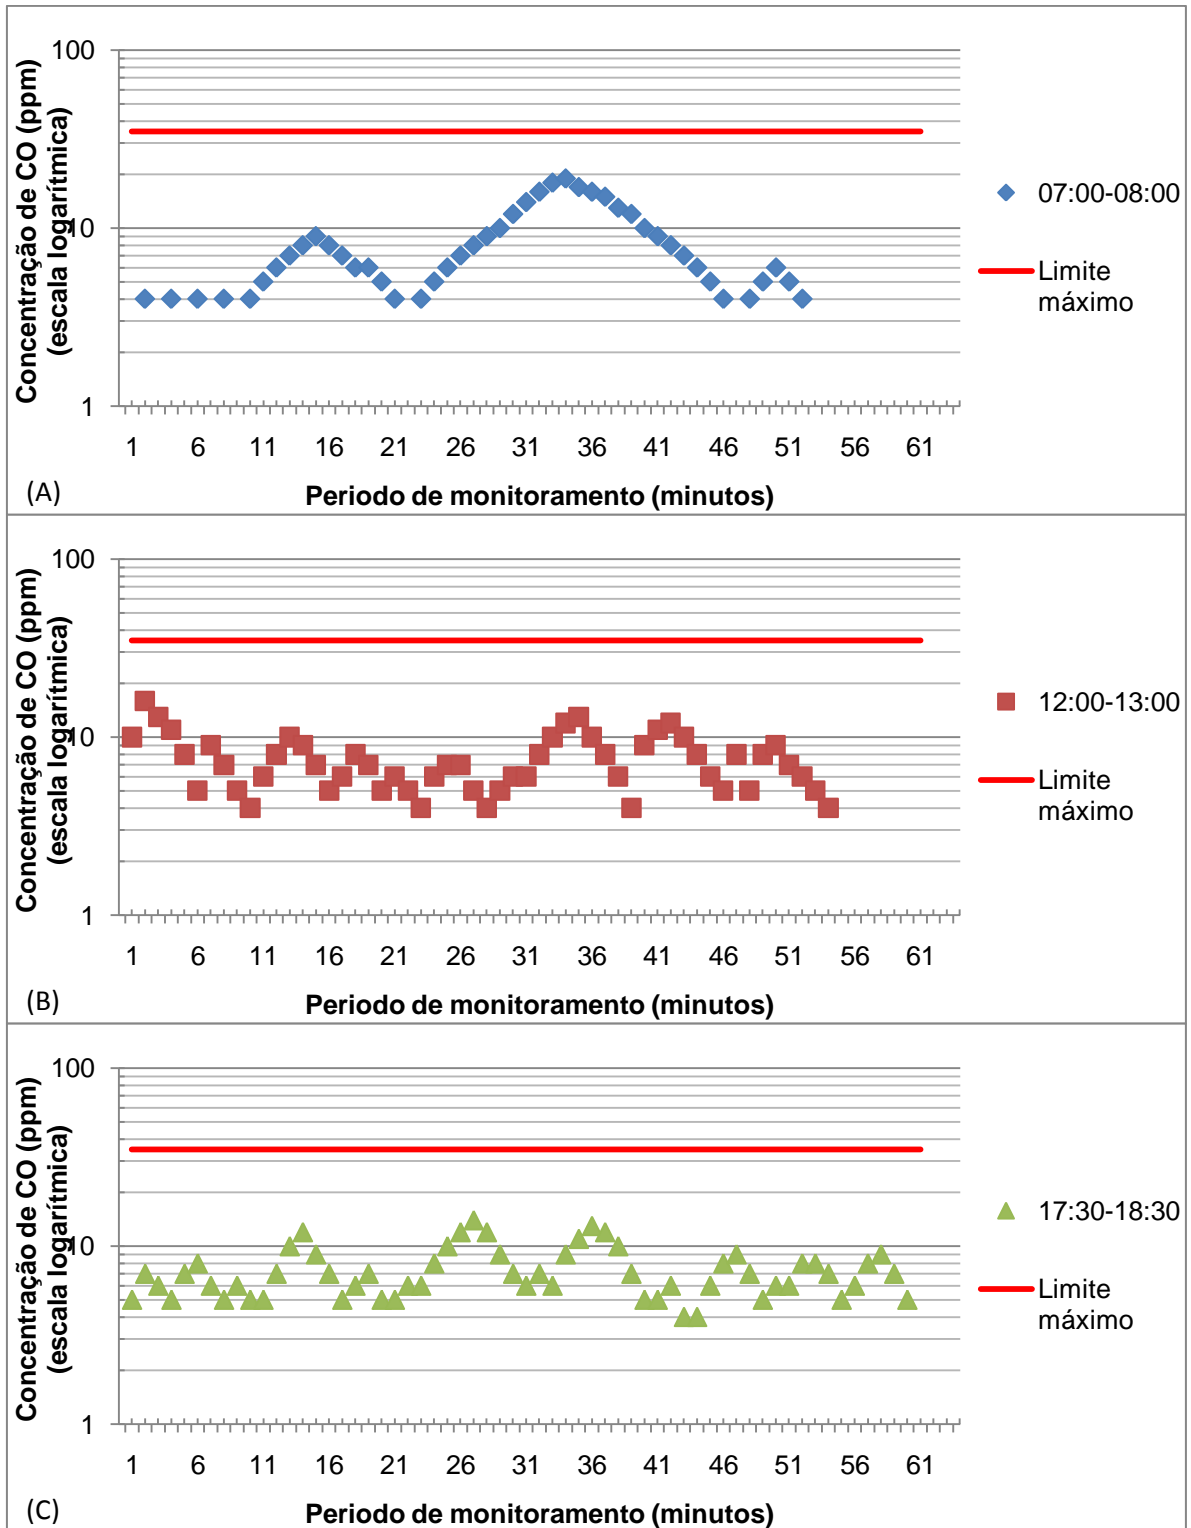 Concentração de CO (ppm)
(escala logarítmica)
100
10
1
1 6 11 16 21 26 31 36 41 46 51 56 61
Periodo de monitoramento (minutos)
07:00-08:00
Limite
máximo
(A)
Concentração de CO (ppm)
(escala logarítmica)
100
10
1
1 6 11 16 21 26 31 36 41 46 51 56 61
Periodo de monitoramento (minutos)
12:00-13:00
Limite
máximo
(B)
Concentração de CO (ppm)
(escala logarítmica)
100
10
1
1 6 11 16 21 26 31 36 41 46 51 56 61
Periodo de monitoramento (minutos)
17:30-18:30
Limite
máximo
(C)